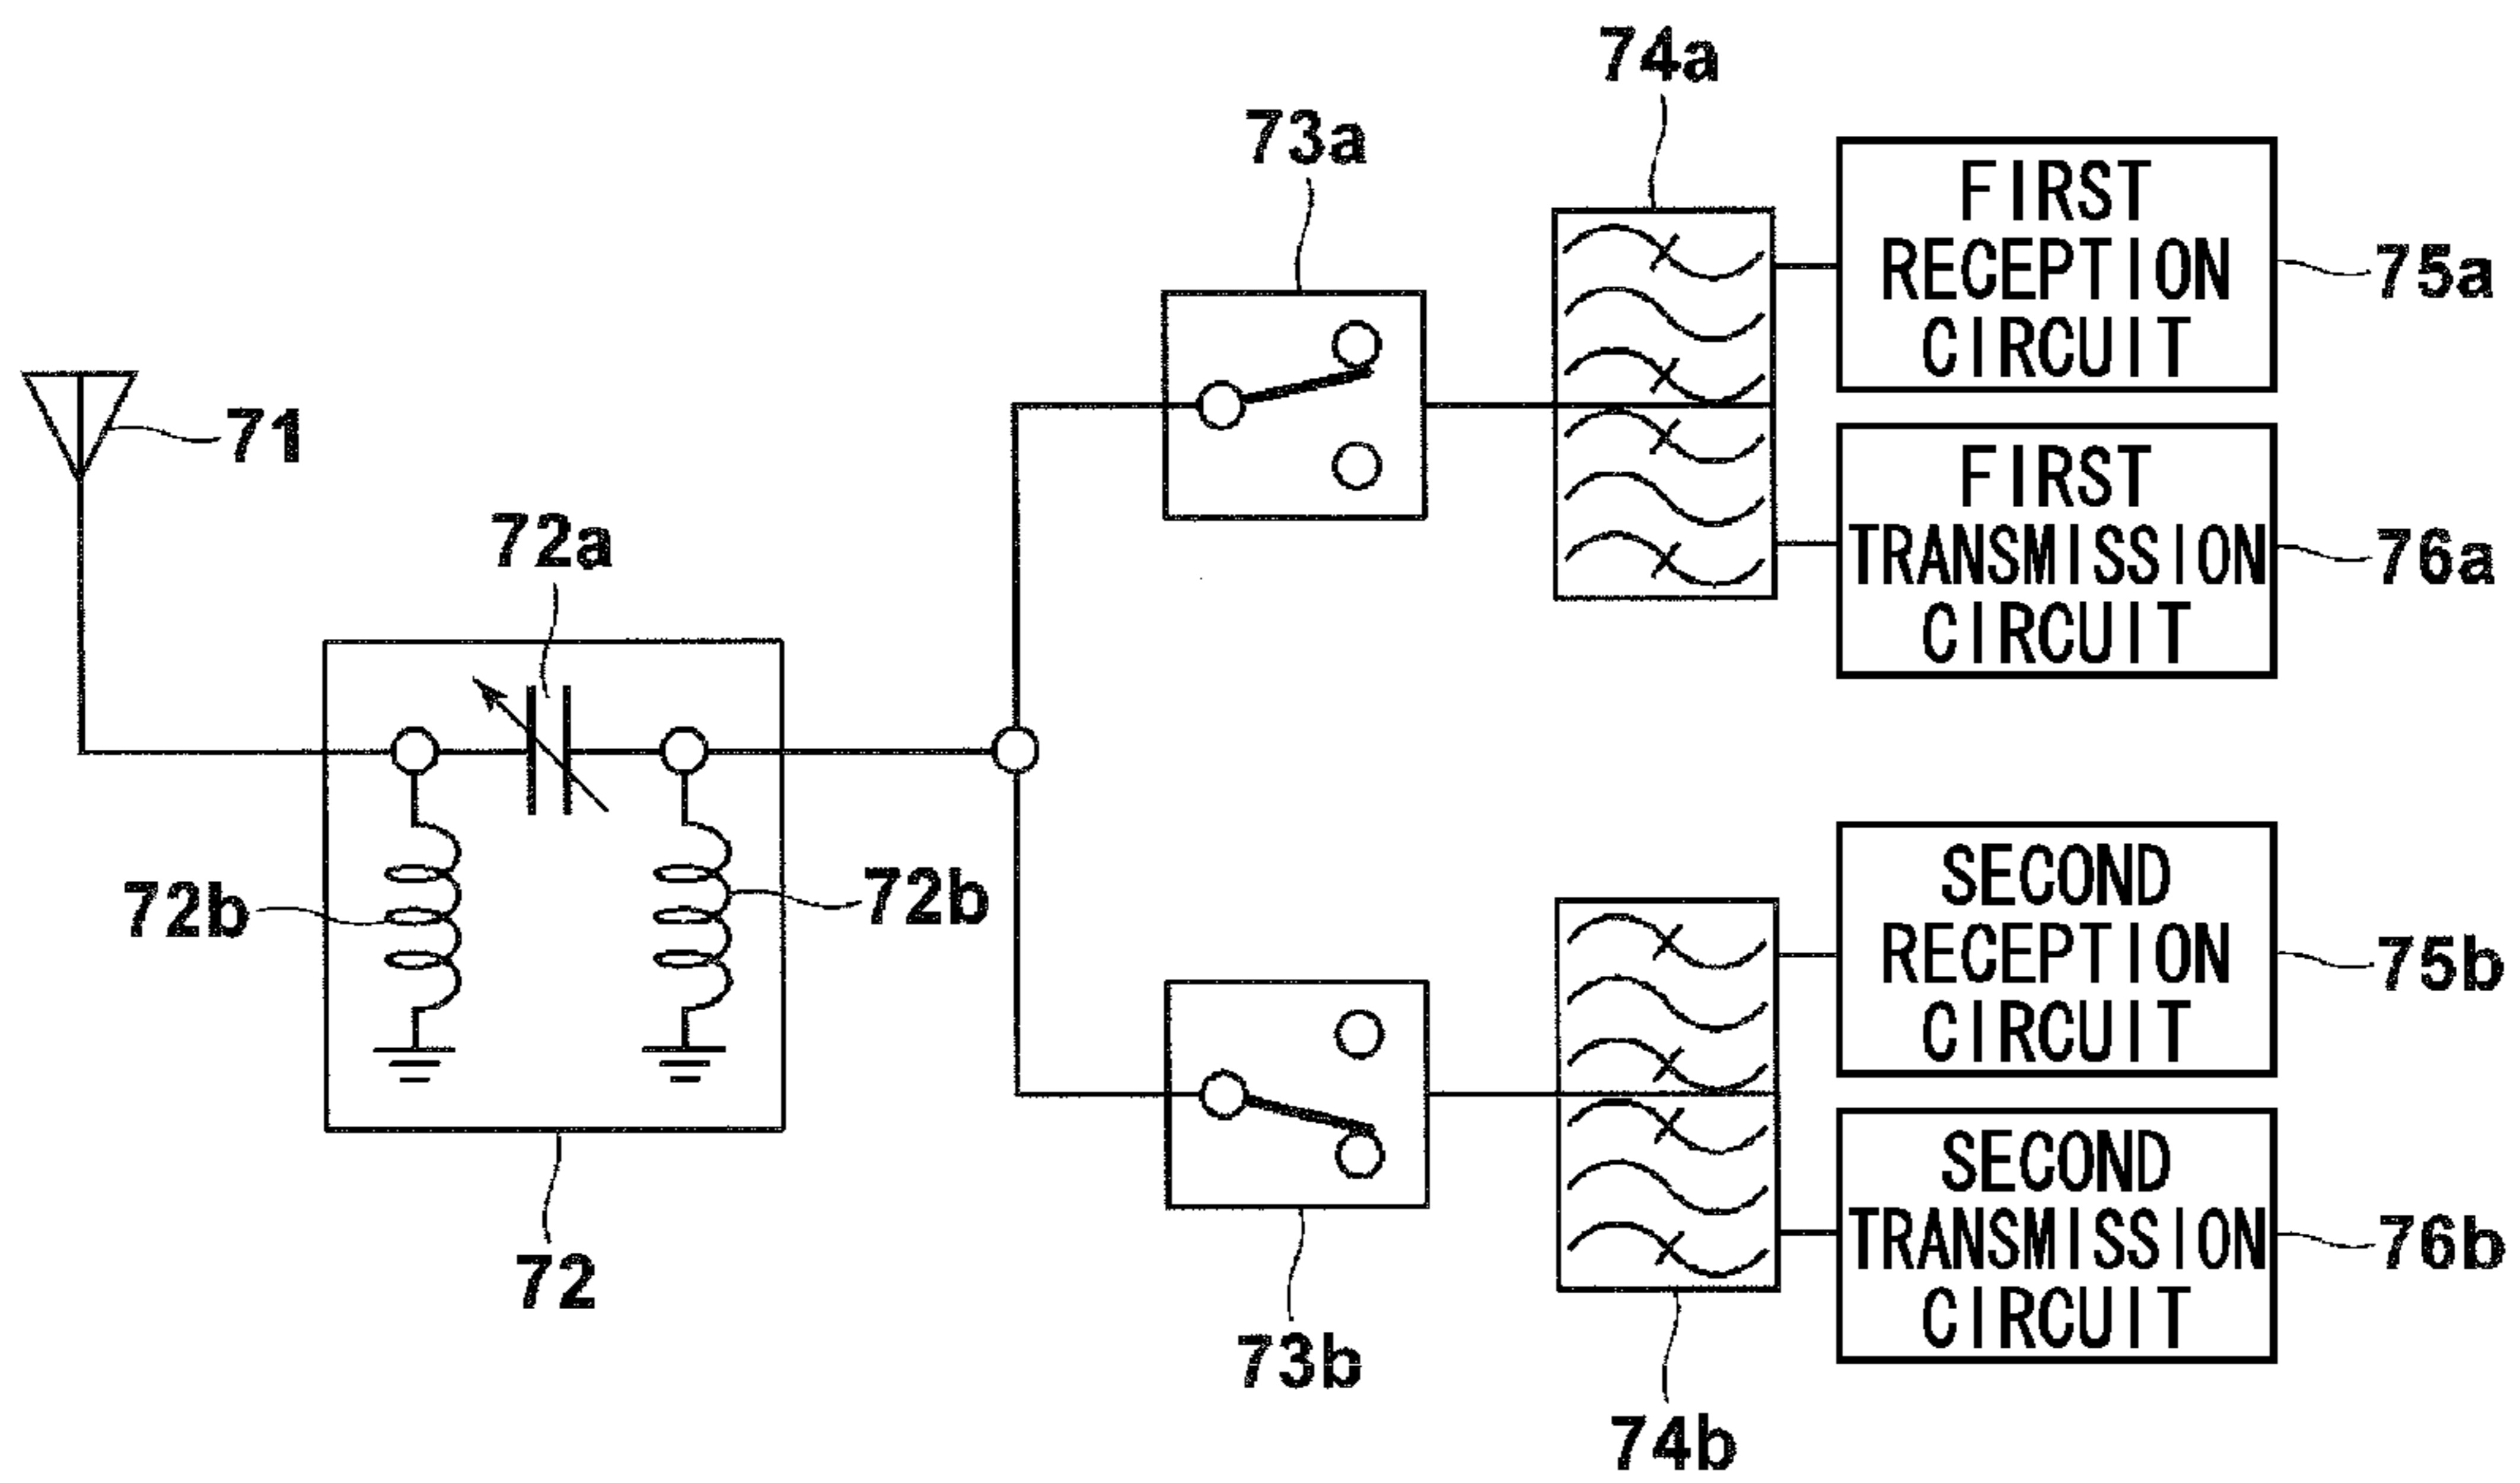 74a
73a
FIRST
RECEPTION
CIRCUIT
75a
71
FIRST
TRANSMISSION
CIRCUIT
76a
72a
72b
72b
SECOND
RECEPTION
CIRCUIT
75b
SECOND
TRANSMISSION
CIRCUIT
76b
72
73b
74b